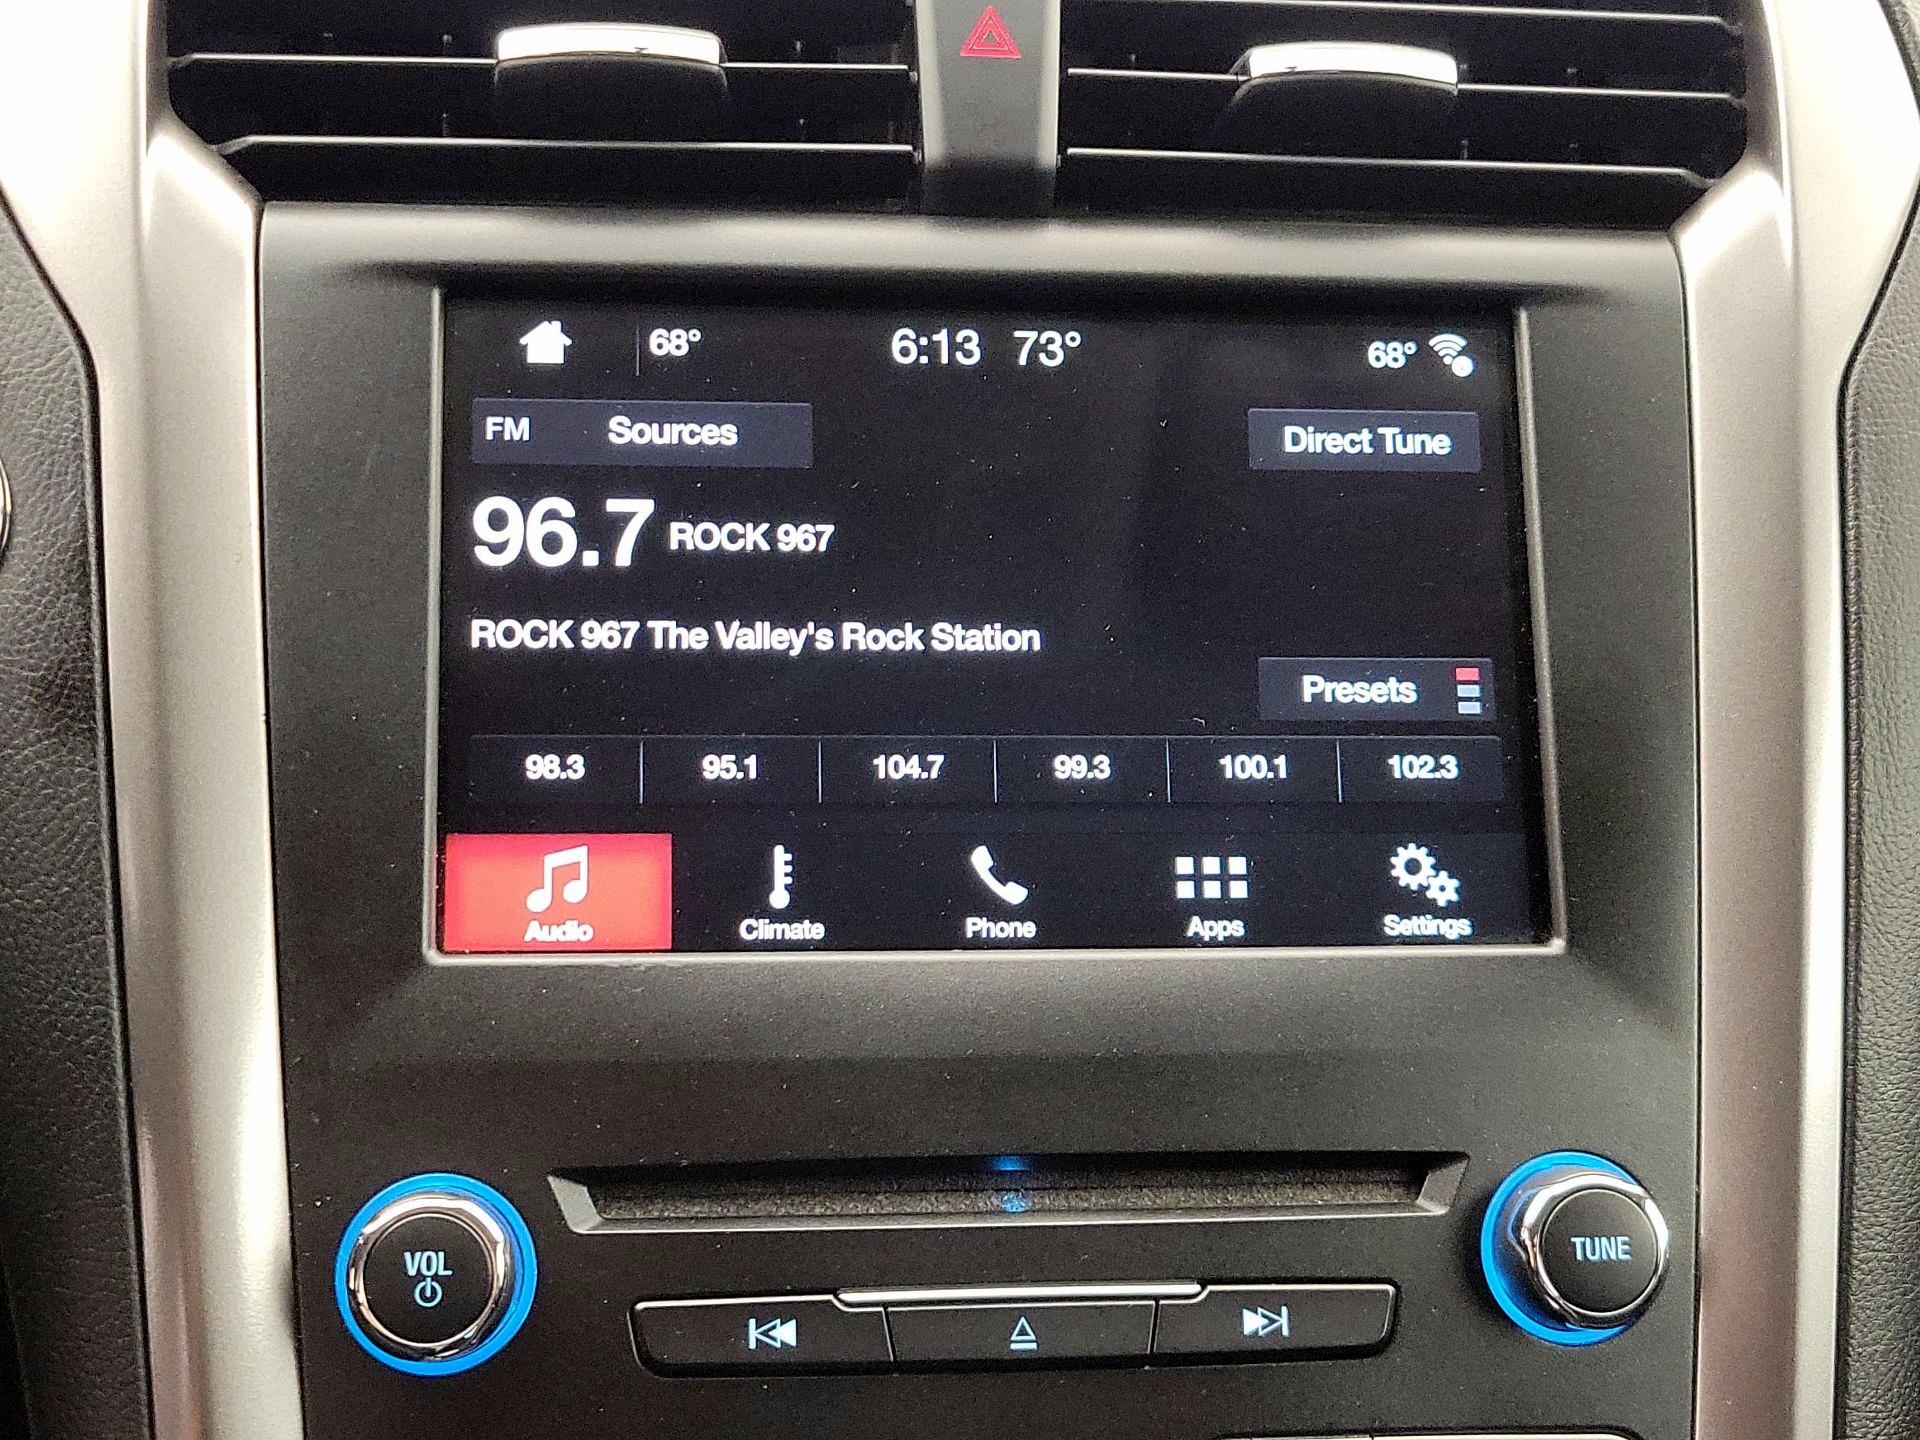 68° 6:13 73° 68°
FM Sources Direct Tune
96.7 ROCK 967
ROCK 967 The Valley's Rock Station
Presets
98.3 95.1 104.7 99.3 100.1 102.3
Audio Climate Phone Apps Settings
VOL
TUNE